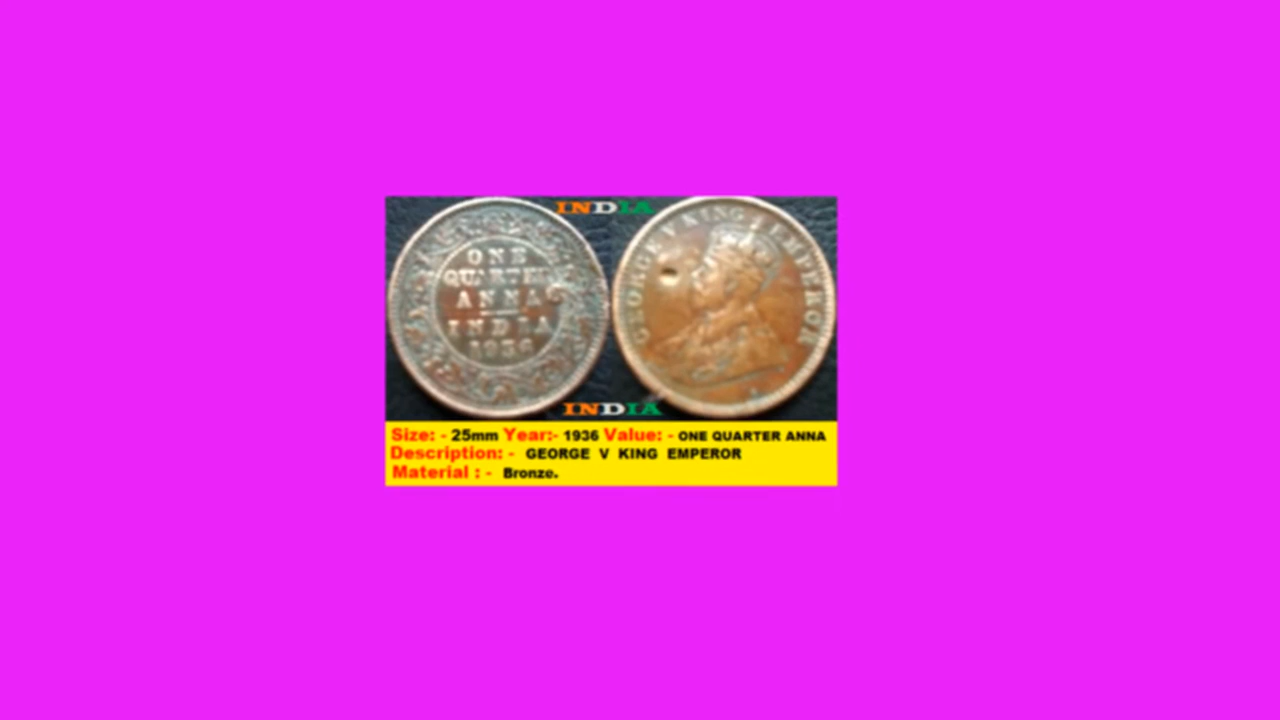 INDIA
ONE
QUARTER
ANNA
INDIA
1936
GEORGE V KING EMPEROR
INDIA
Size: - 25mm Year:- 1936 Value: - ONE QUARTER ANNA
Description: - GEORGE V KING EMPEROR
Material : - Bronze.